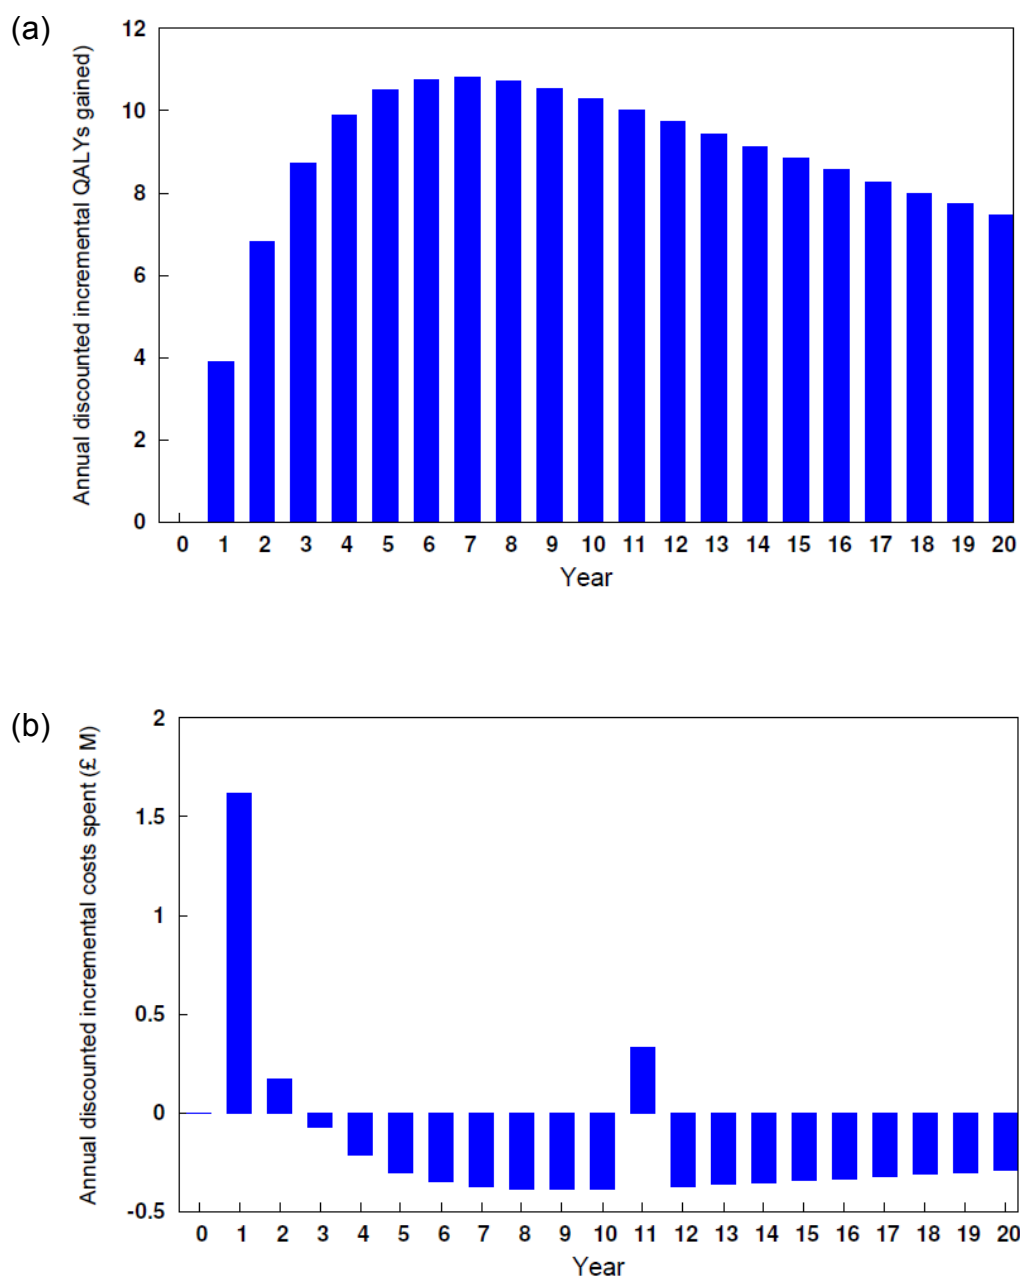 (a)
Annual discounted incremental QALYs gained)
12
10
8
6
4
2
0
0 1 2 3 4 5 6 7 8 9 10 11 12 13 14 15 16 17 18 19 20
Year
(b)
Annual discounted incremental costs spent (£ M)
2
1.5
1
0.5
0
-0.5
0 1 2 3 4 5 6 7 8 9 10 11 12 13 14 15 16 17 18 19 20
Year